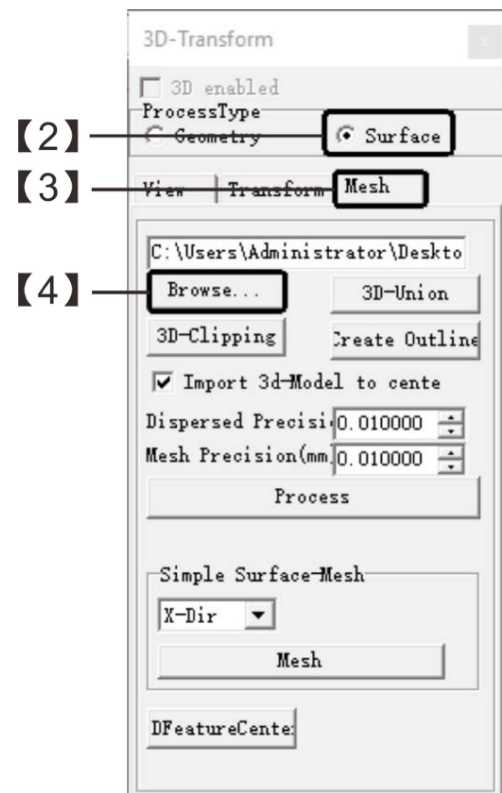 3D-Transform
x
3D enabled
ProcessType
【2】 Geometry Surface
【3】 View Transform Mesh
C:\Users\Administrator\Deskto
【4】 Browse... 3D-Union
3D-Clipping Create Outline
Import 3d-Model to cente
Dispersed Precisi 0.010000
Mesh Precision(mm 0.010000
Process
Simple Surface-Mesh
X-Dir
Mesh
DFeatureCente